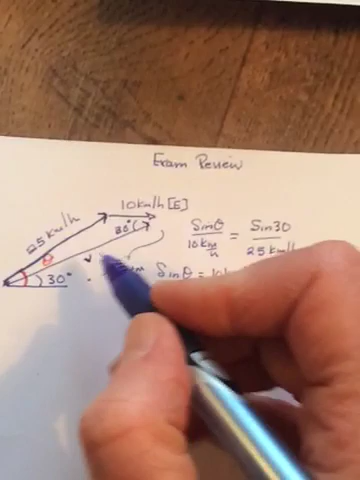 Exam Review
10km/h [E]
25km/h
30°
θ
v
30°
Sinθ / 10km/h = Sin30 / 25km/h
Sinθ =